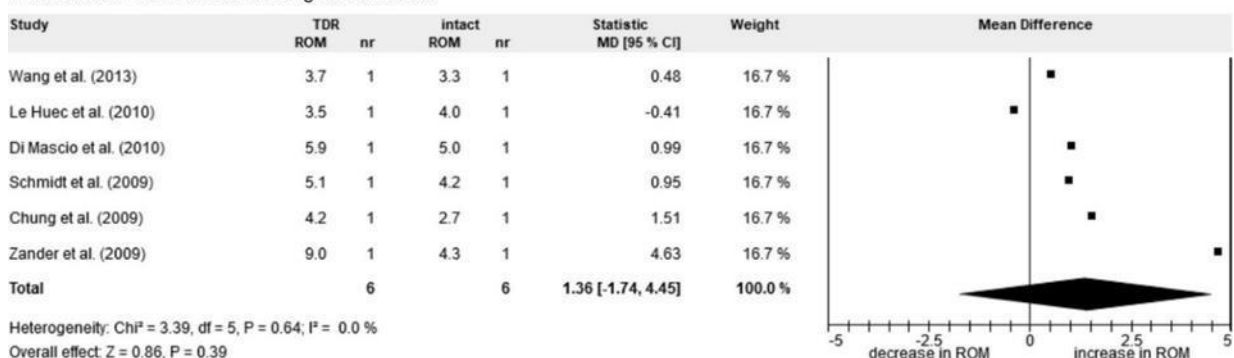 Study TDR intact Statistic Weight Mean Difference
ROM nr ROM nr MD [95 % CI]
Wang et al. (2013) 3.7 1 3.3 1 0.48 16.7 %
Le Huec et al. (2010) 3.5 1 4.0 1 -0.41 16.7 %
Di Mascio et al. (2010) 5.9 1 5.0 1 0.99 16.7 %
Schmidt et al. (2009) 5.1 1 4.2 1 0.95 16.7 %
Chung et al. (2009) 4.2 1 2.7 1 1.51 16.7 %
Zander et al. (2009) 9.0 1 4.3 1 4.63 16.7 %
Total 6 6 1.36 [-1.74, 4.45] 100.0 %
Heterogeneity: Chi² = 3.39, df = 5, P = 0.64; I² = 0.0 %
-5 -2.5 0 2.5 5
Overall effect: Z = 0.86, P = 0.39 decrease in ROM increase in ROM